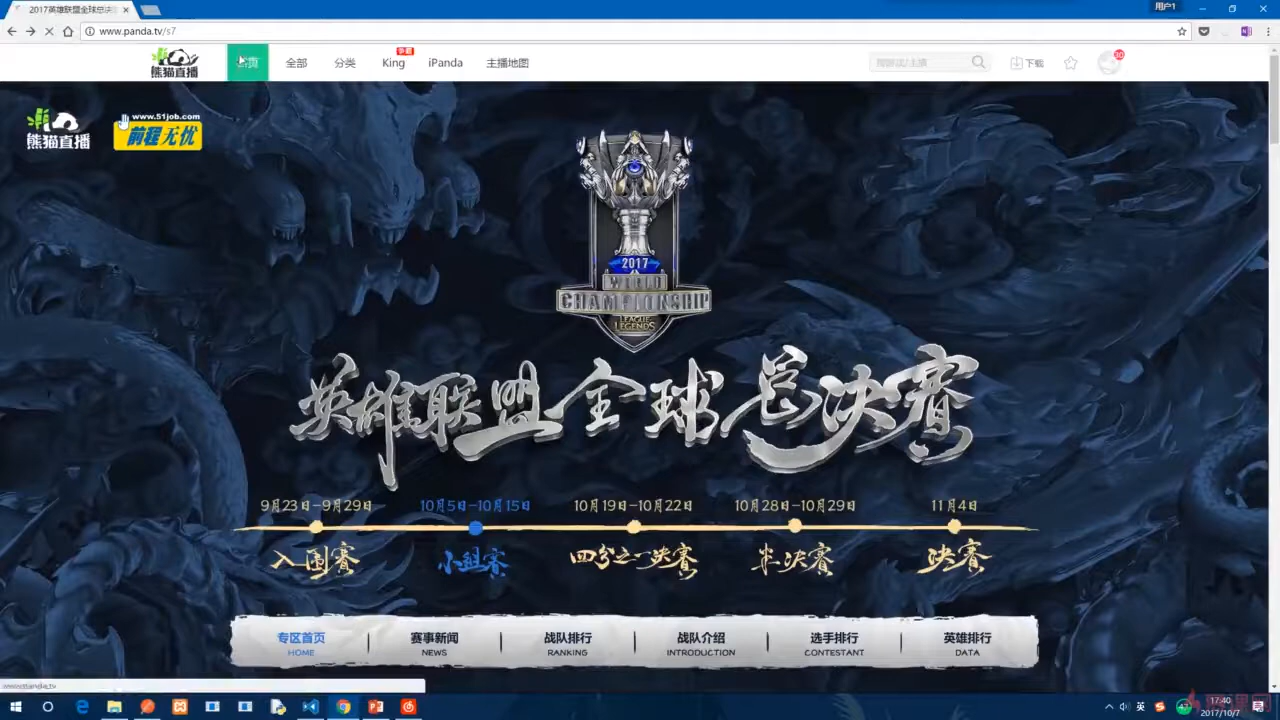 2017英雄联盟全球总决
用户1
www.panda.tv/s7
熊猫直播
首页
全部
分类
King
iPanda
主播地图
下载
熊猫直播
www.51job.com
前程无忧
2017
WORLD
CHAMPIONSHIP
LEAGUE
LEGENDS
英雄联盟全球总决赛
9月23日-9月29日
10月5日-10月15日
10月19日-10月22日
10月28日-10月29日
11月4日
入围赛
小组赛
四分之一决赛
半决赛
决赛
专区首页
HOME
赛事新闻
NEWS
战队排行
RANKING
战队介绍
INTRODUCTION
选手排行
CONTESTANT
英雄排行
DATA
英
17:40
2017/10/7